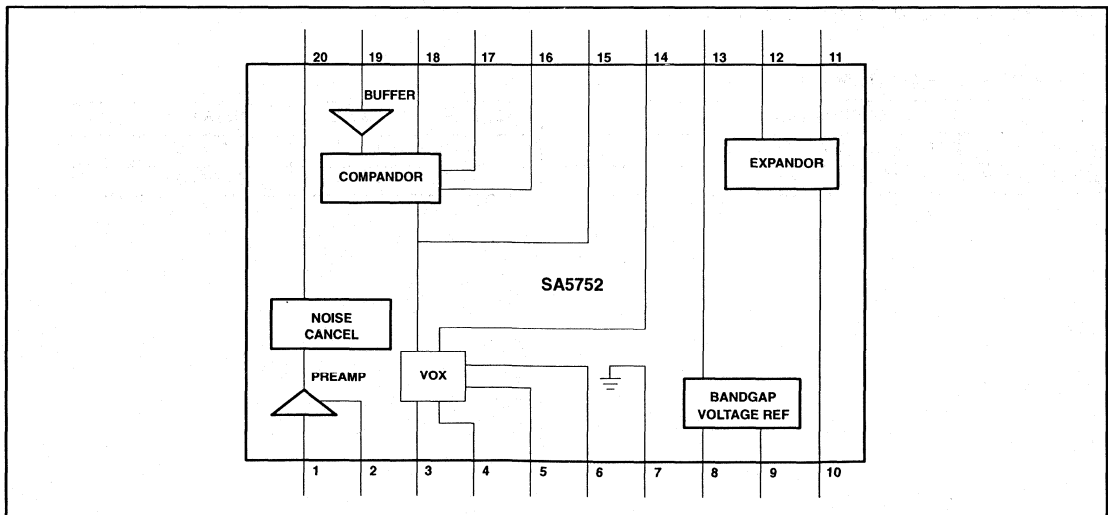 20 19 18 17 16 15 14 13 12 11
BUFFER
COMPANDOR
EXPANDOR
SA5752
NOISE
CANCEL
PREAMP
VOX
BANDGAP
VOLTAGE REF
1 2 3 4 5 6 7 8 9 10